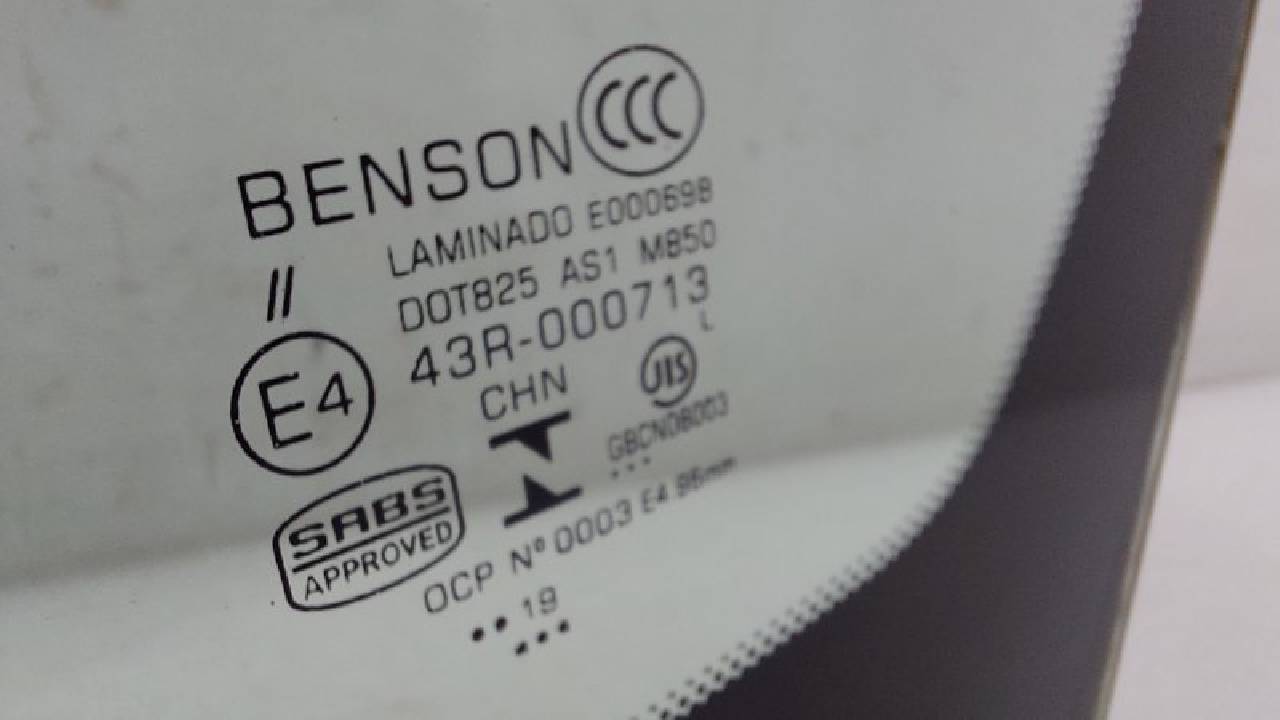 BENSON CCC
LAMINADO E000698
DOT825 AS1 M850
//
43R-000713
L
E4
CHN
JIS
GBCN08003
SABS
APPROVED
OCP Nº 0003 E4.96mm
•• 19
•••